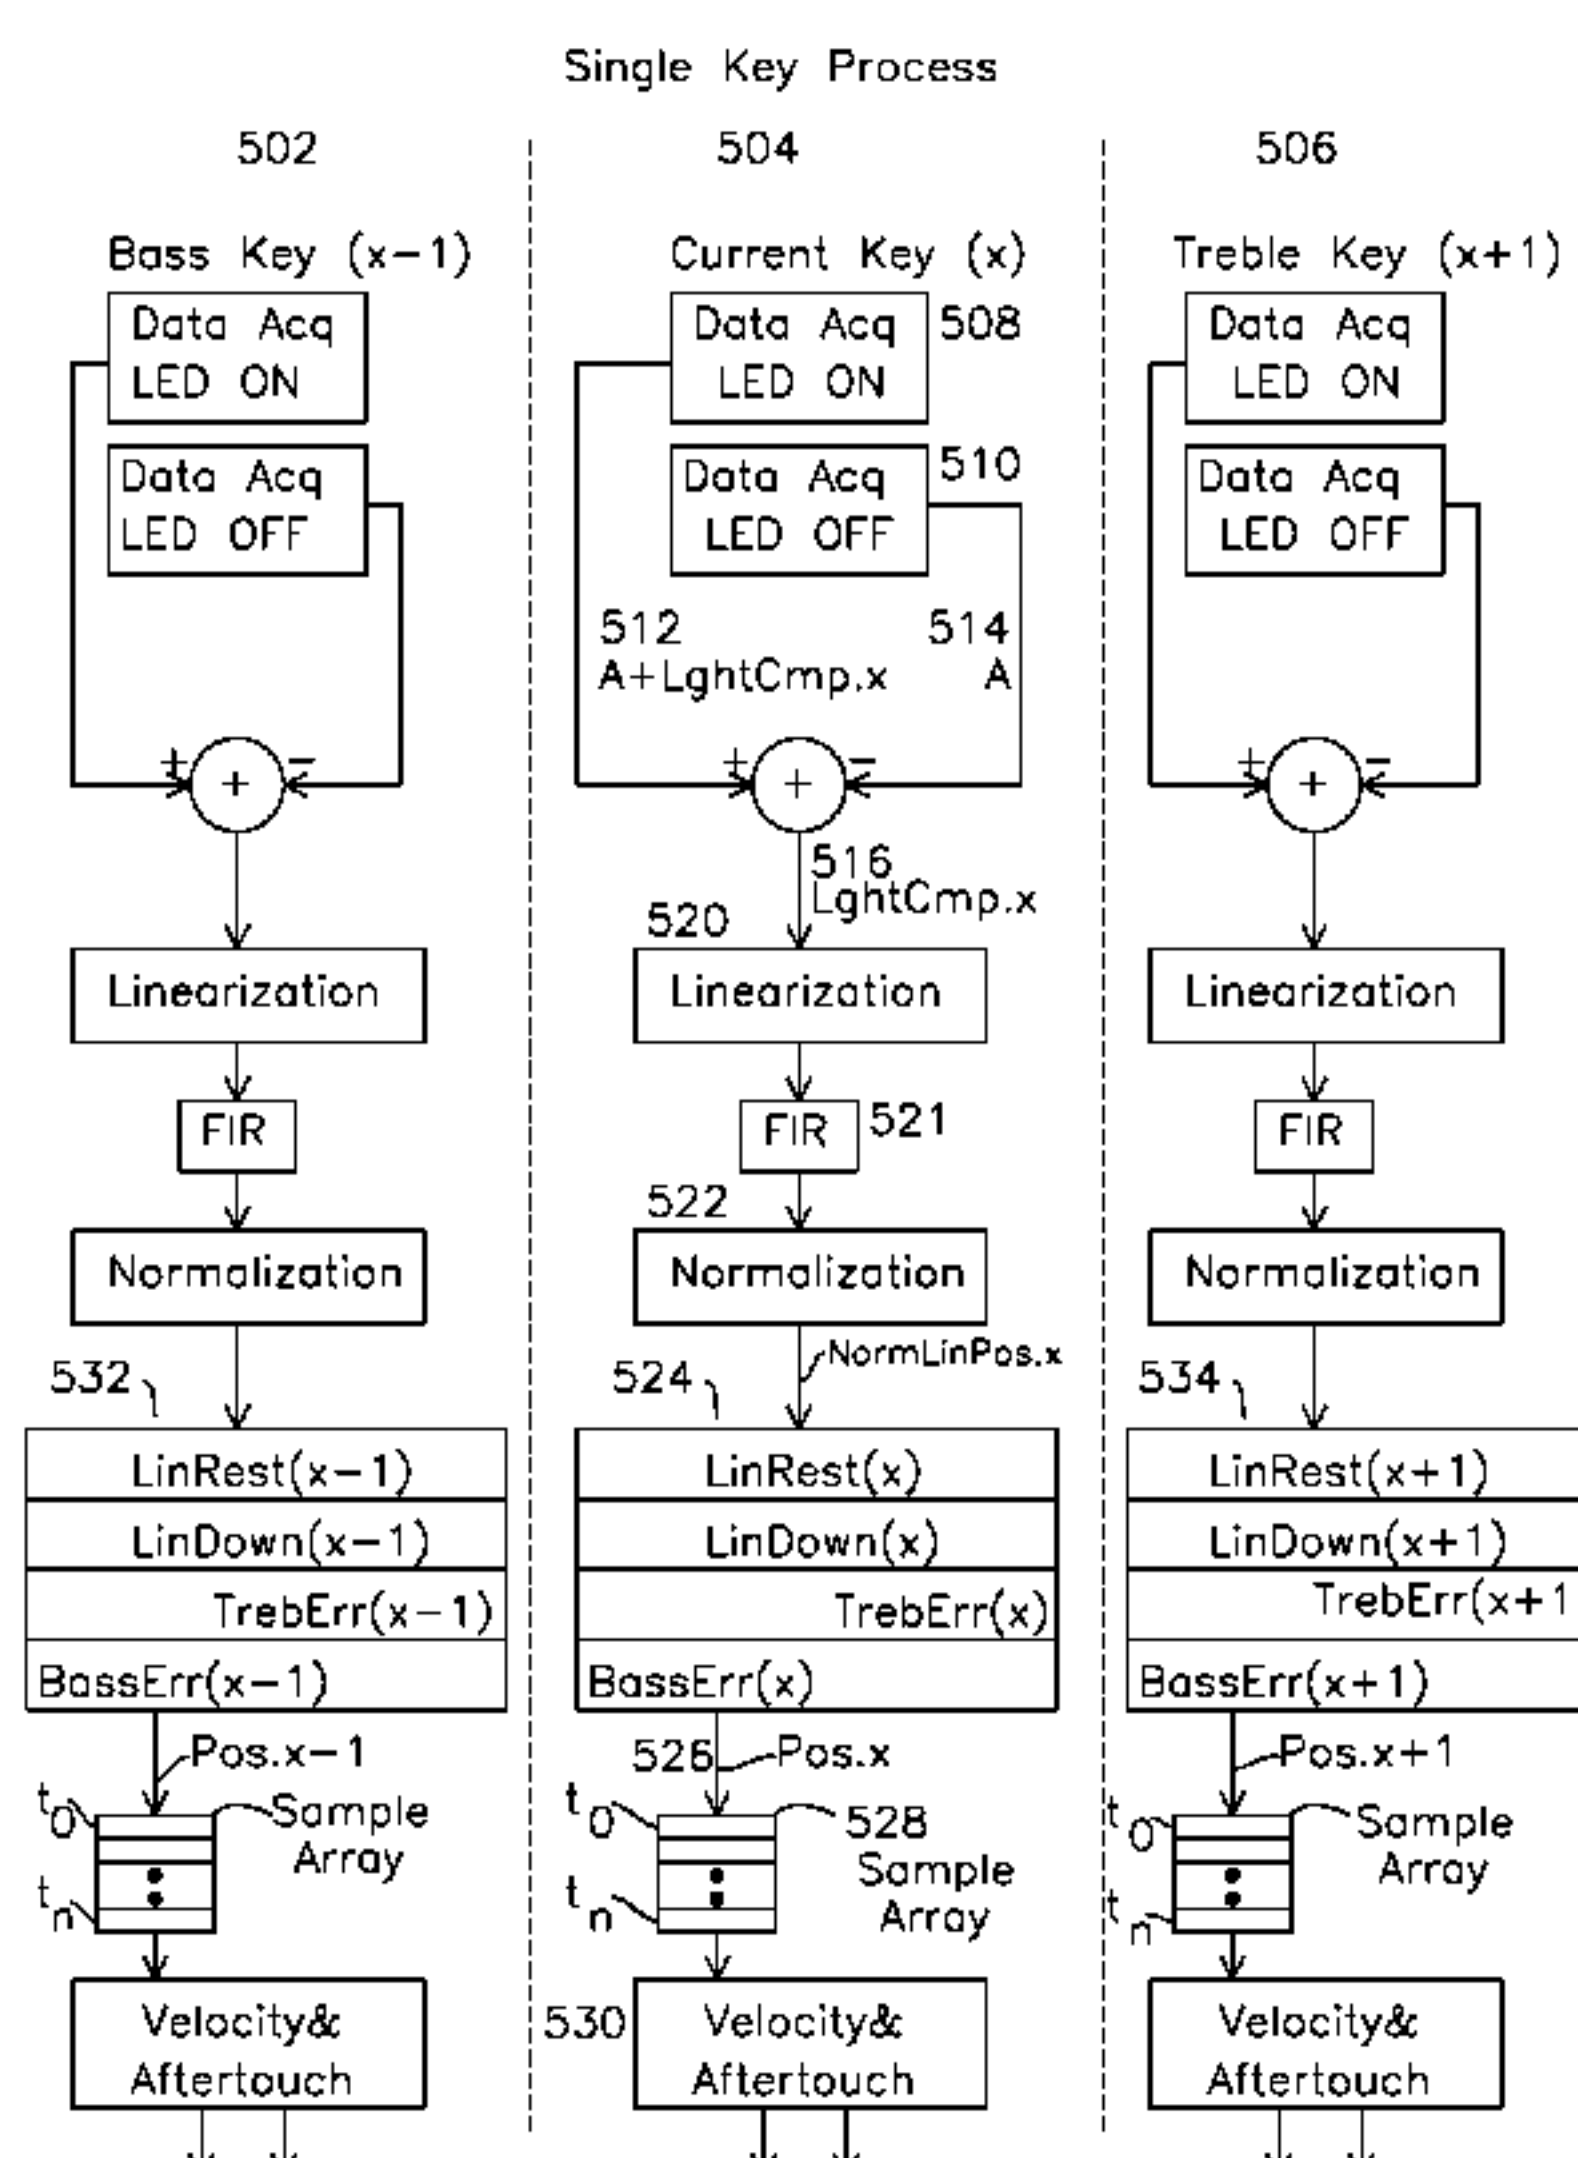 Single Key Process
502 504 506
Bass Key (x-1) Current Key (x) Treble Key (x+1)
Data Acq
LED ON
Data Acq
LED ON
508
Data Acq
LED ON
Data Acq
LED OFF
Data Acq
LED OFF
510
Data Acq
LED OFF
512
A+LghtCmp.x
514
A
+ + -
+ + -
+ + -
516
LghtCmp.x
520
Linearization Linearization Linearization
FIR FIR 521 FIR
522
Normalization Normalization Normalization
NormLinPos.x
532 524 534
LinRest(x-1) LinRest(x) LinRest(x+1)
LinDown(x-1) LinDown(x) LinDown(x+1)
TrebErr(x-1) TrebErr(x) TrebErr(x+1
BassErr(x-1) BassErr(x) BassErr(x+1)
Pos.x-1 526 Pos.x Pos.x+1
t0 Sample
Array
tn
t0 528
Sample
Array
tn
t0 Sample
Array
tn
Velocity&
Aftertouch
530 Velocity&
Aftertouch
Velocity&
Aftertouch